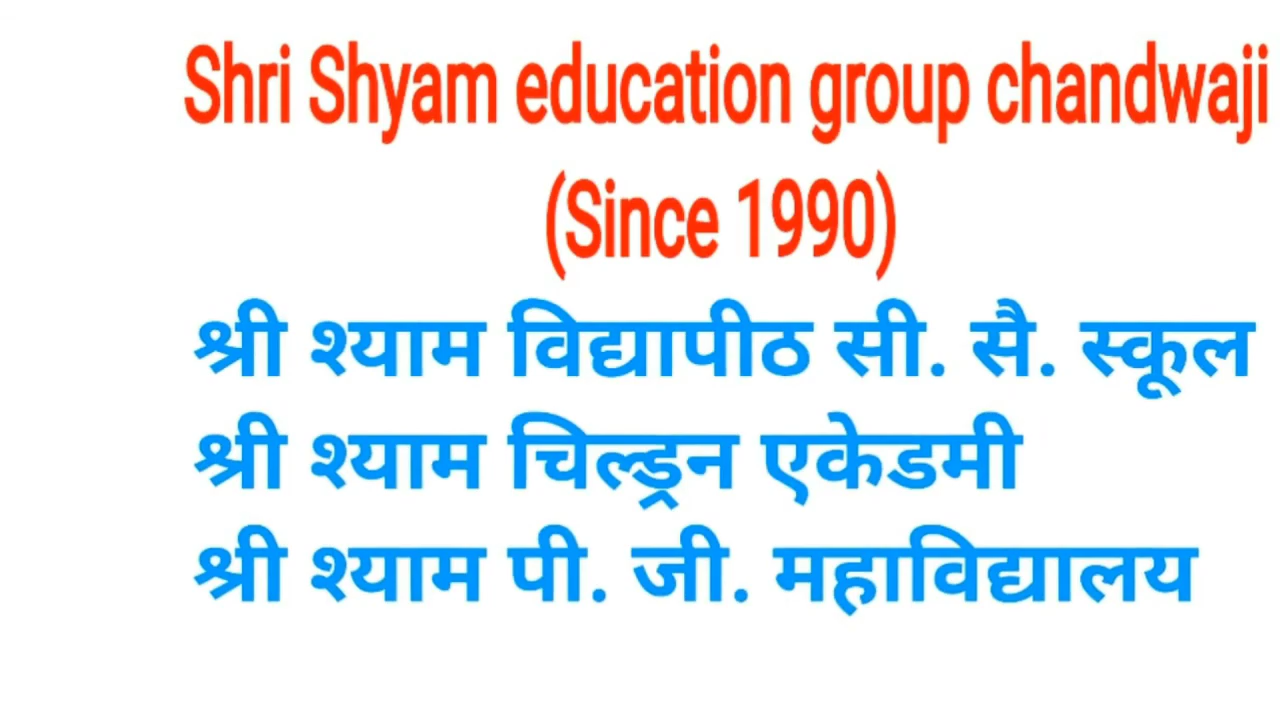 Shri Shyam education group chandwaji
(Since 1990)
श्री श्याम विद्यापीठ सी. सै. स्कूल
श्री श्याम चिल्ड्रन एकेडमी
श्री श्याम पी. जी. महाविद्यालय